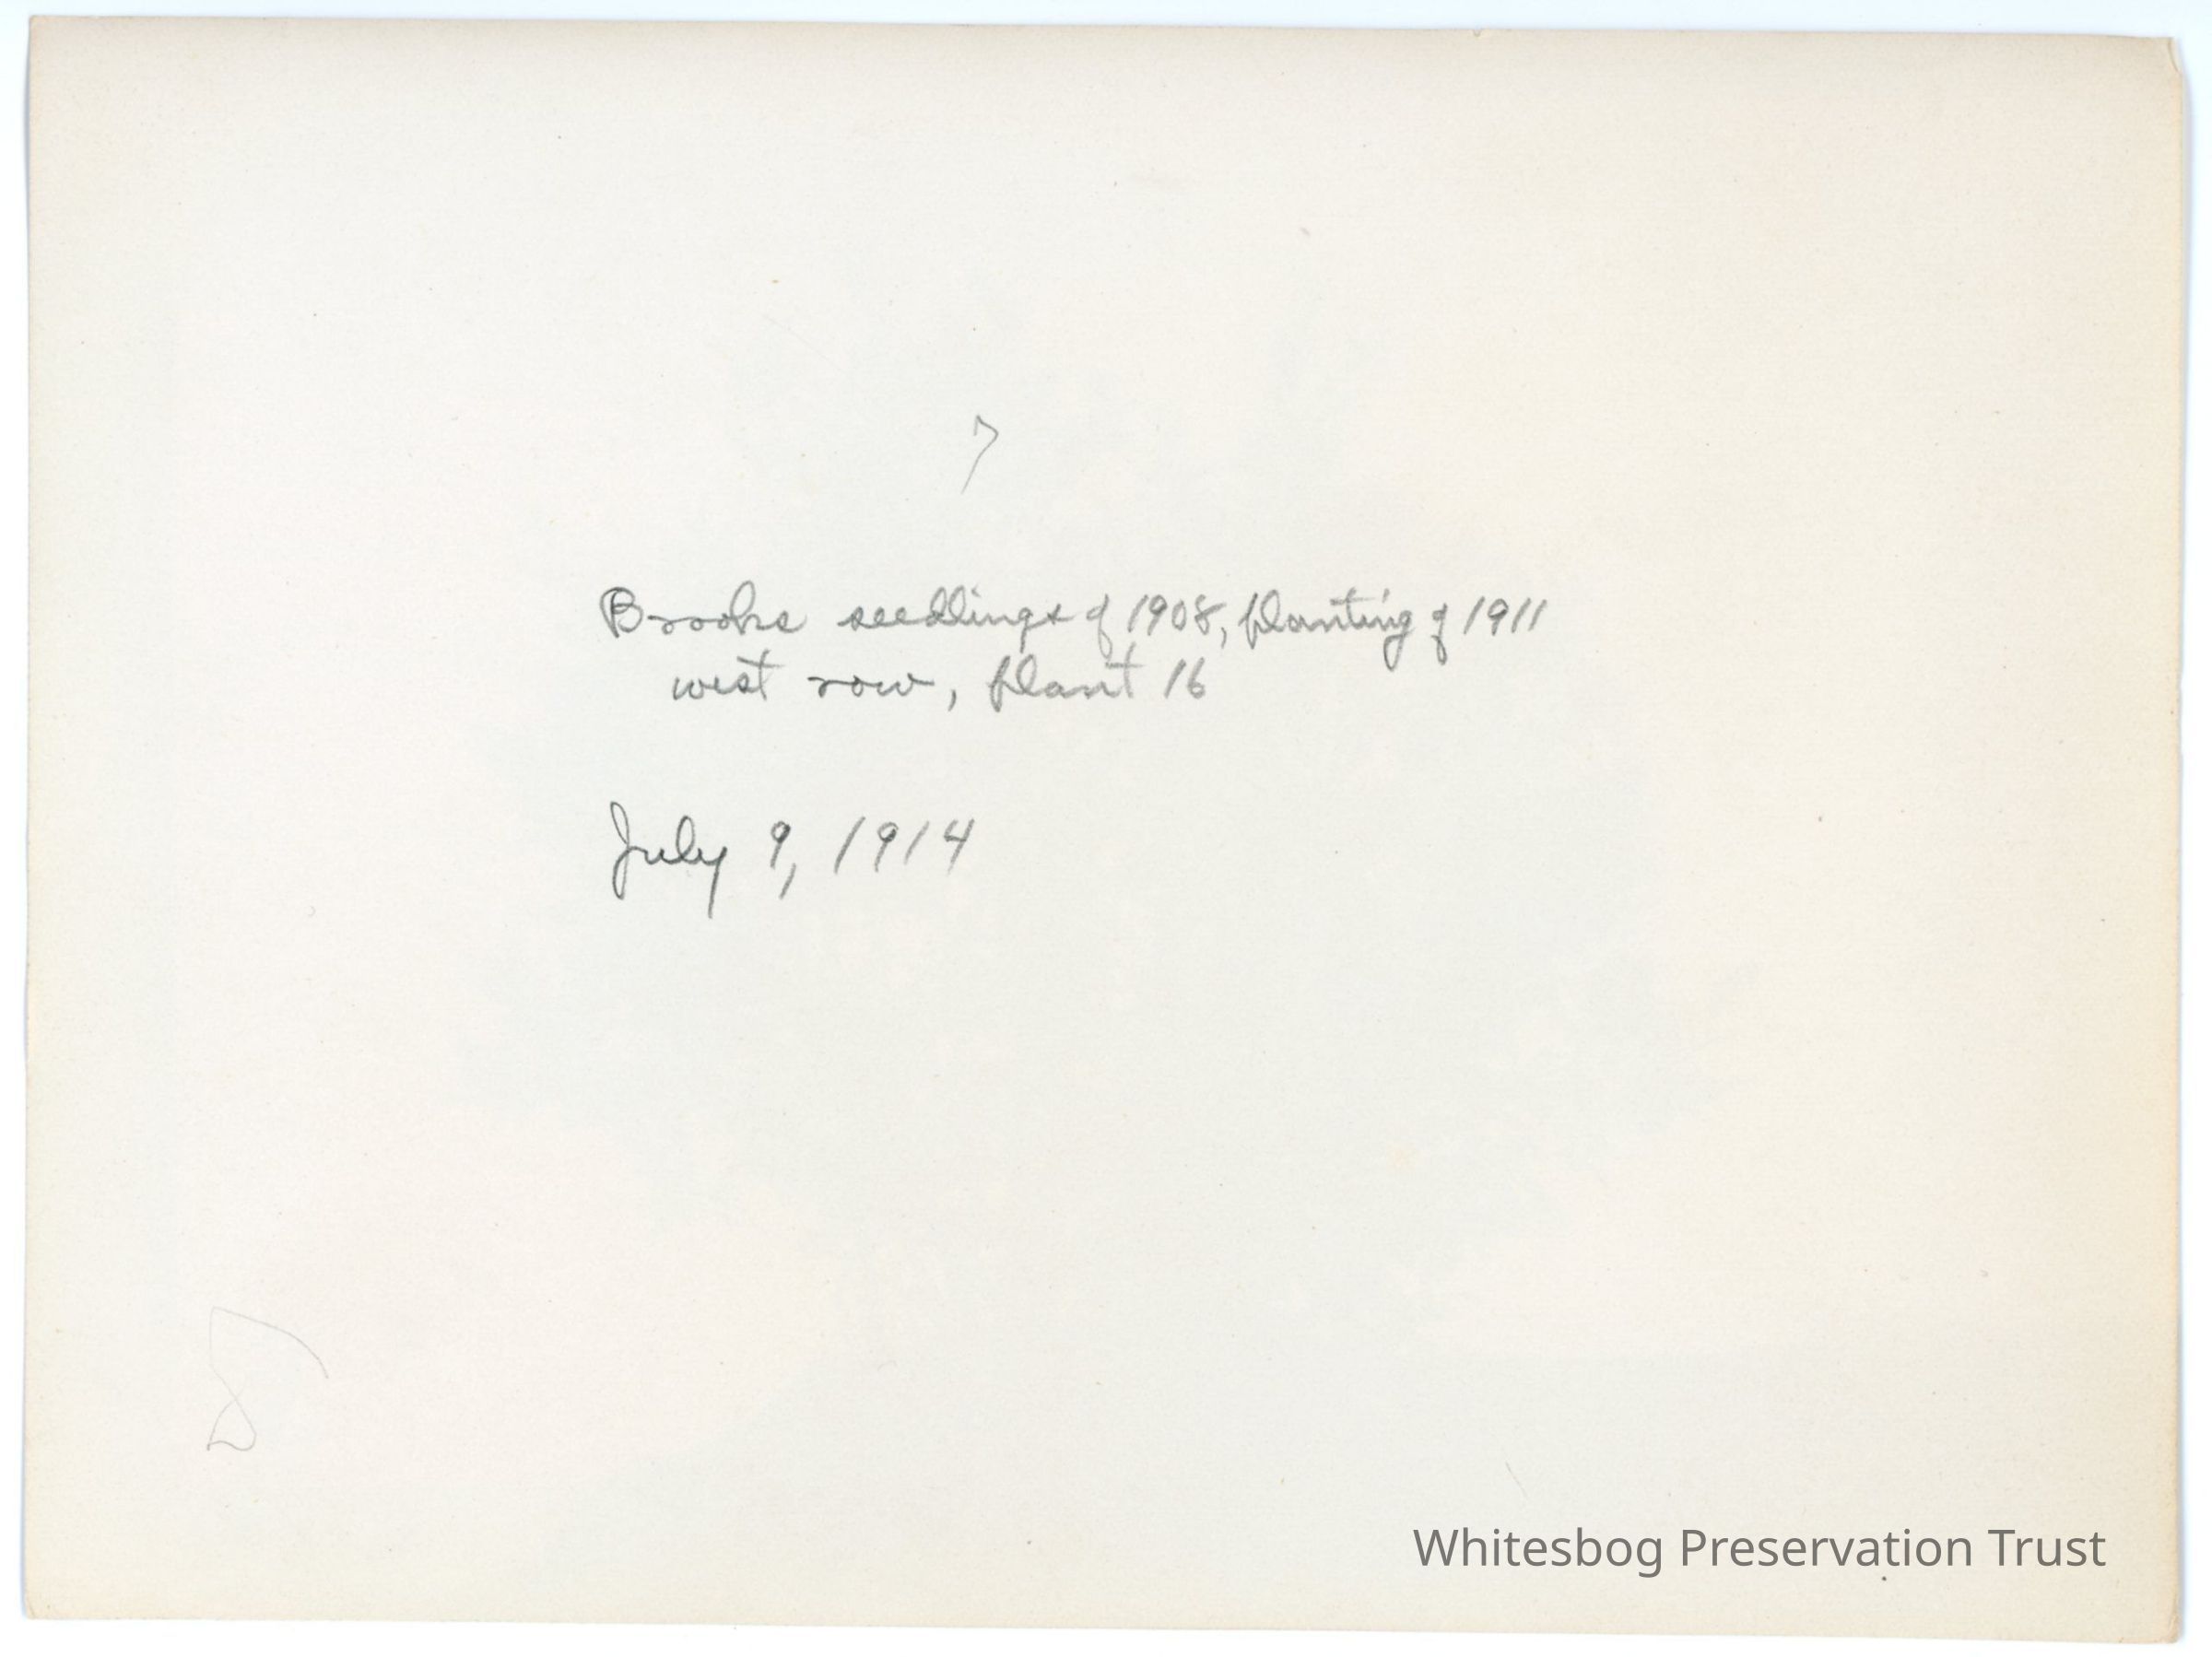 7
Brooks seedlings of 1908, planting of 1911
west row, plant 16
July 9, 1914
Whitesbog Preservation Trust